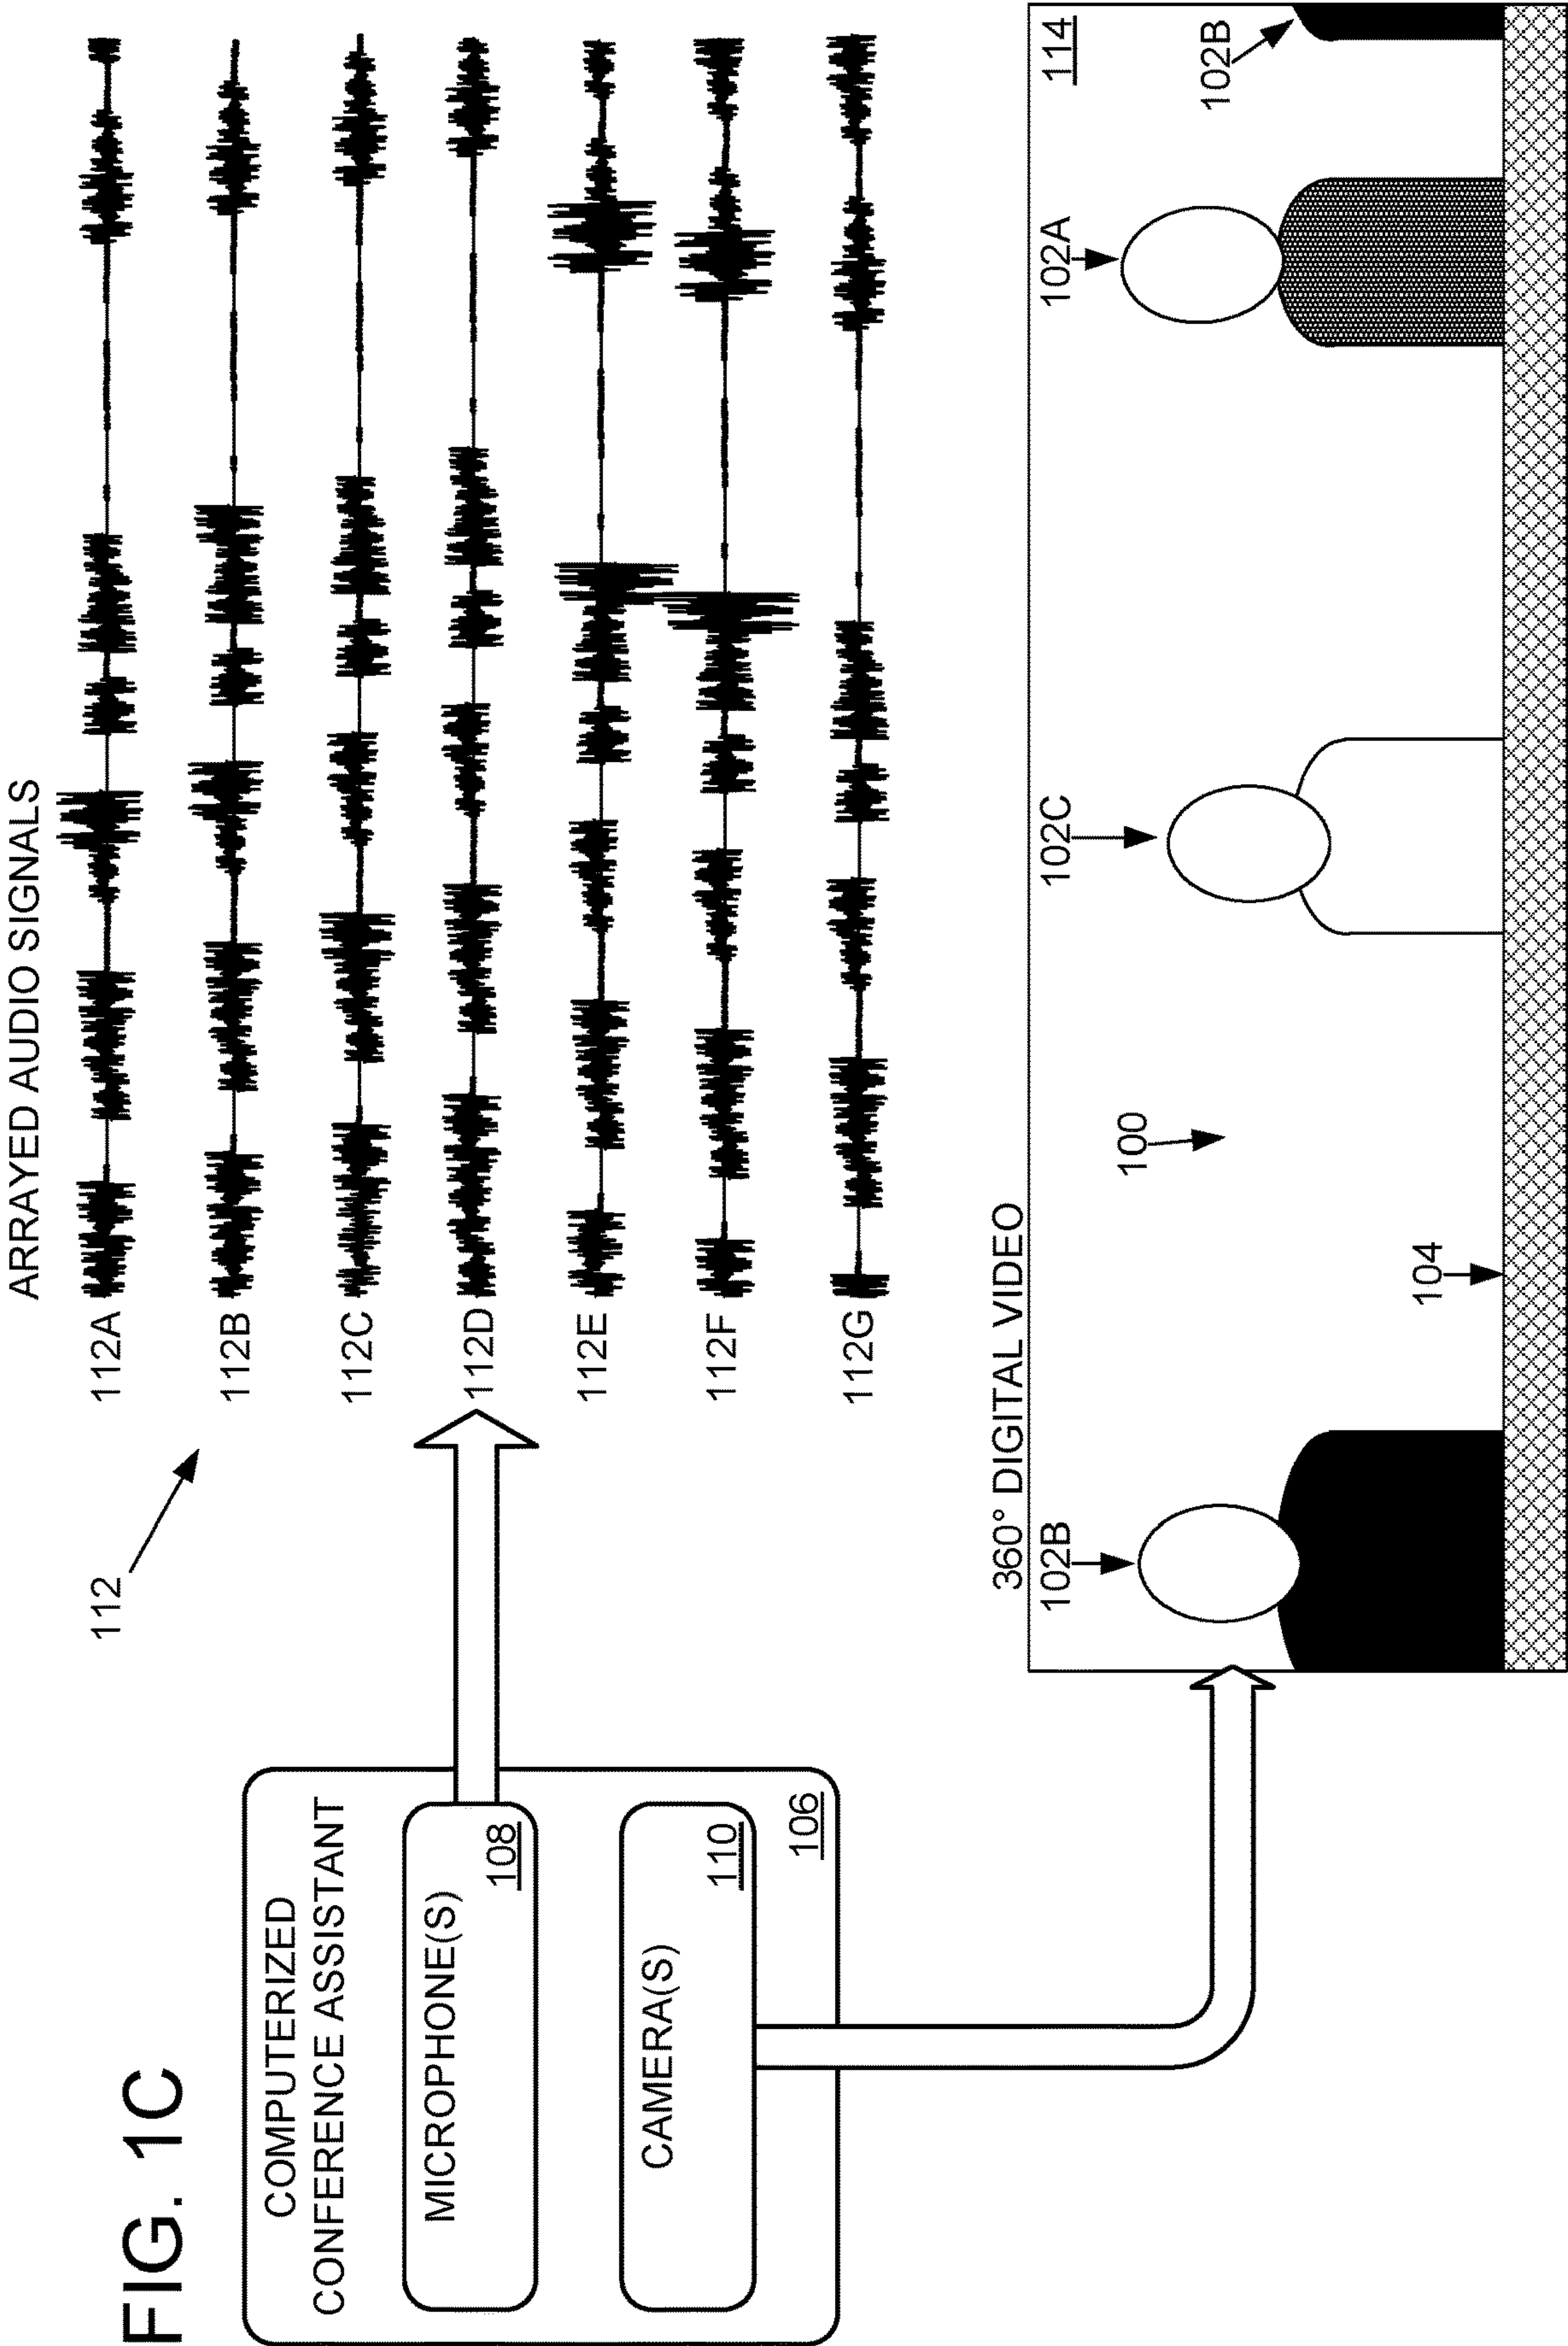 FIG. 1C
COMPUTERIZED
CONFERENCE ASSISTANT
MICROPHONE(S)
108
CAMERA(S)
110
106
112
ARRAYED AUDIO SIGNALS
112A
112B
112C
112D
112E
112F
112G
360° DIGITAL VIDEO
114
102B
102C
102A
102B
100
104